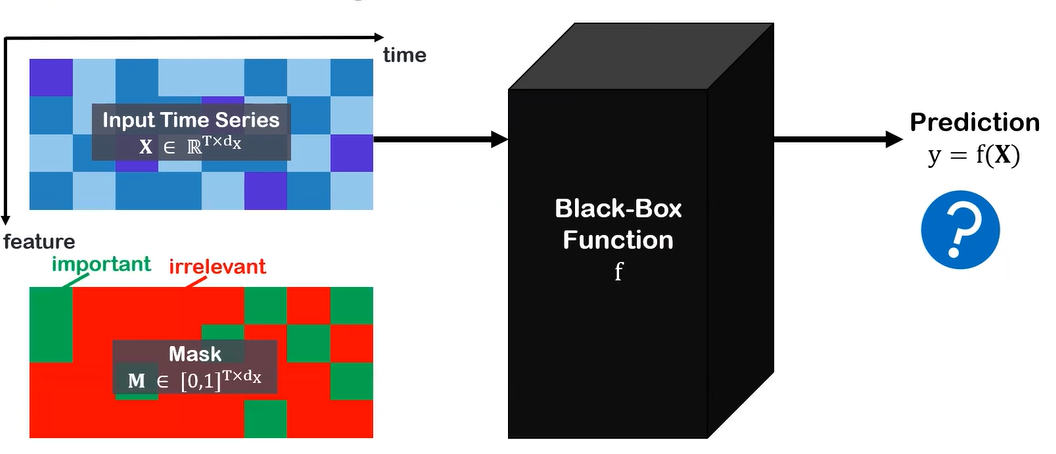 time
Input Time Series
𝐗 ∈ ℝ^{T×d_X}
feature
important
irrelevant
Mask
𝐌 ∈ [0,1]^{T×d_X}
Black-Box
Function
f
Prediction
y = f(𝐗)
?